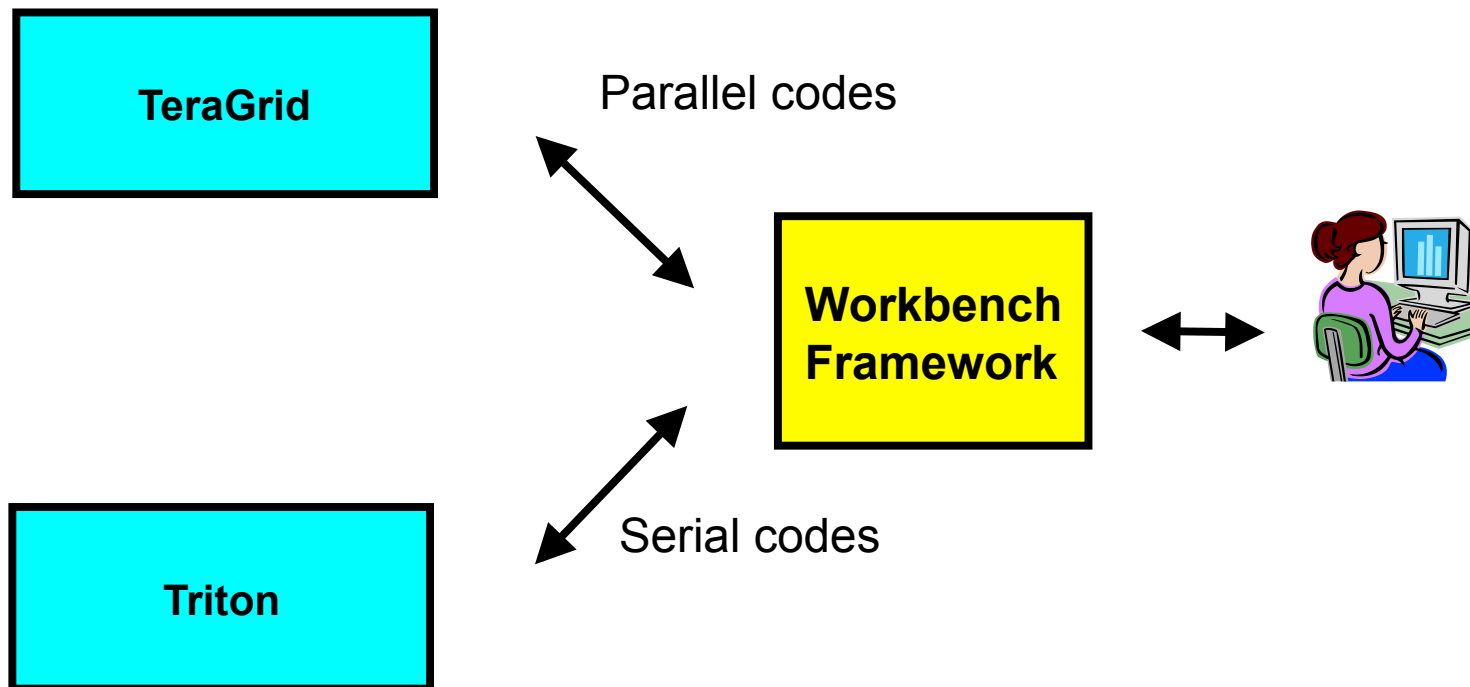 TeraGrid
Parallel codes
Workbench
Framework
Serial codes
Triton